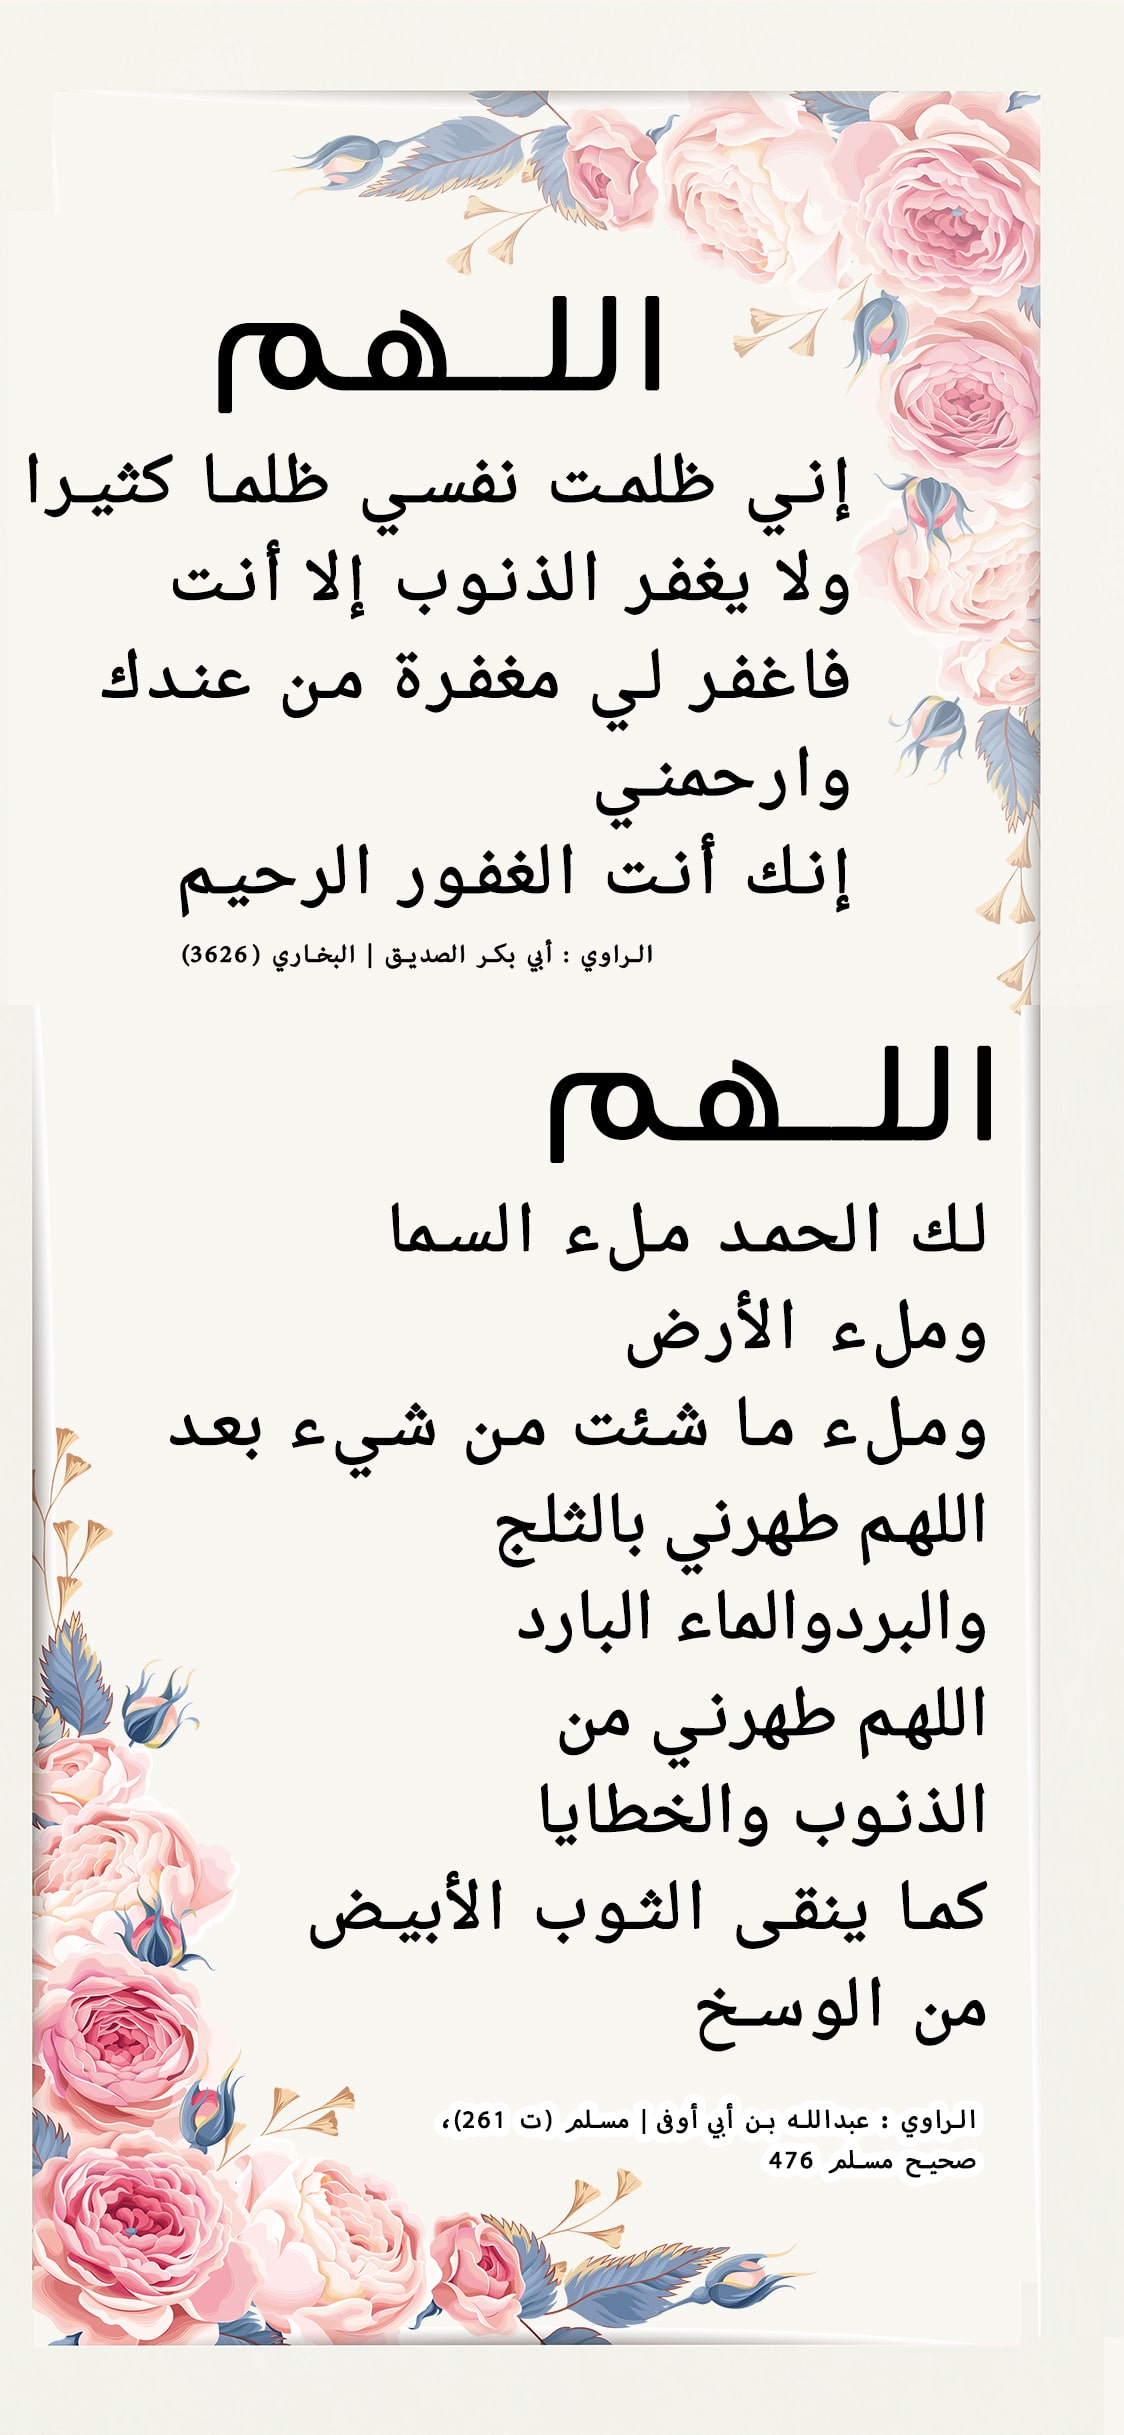 اللـــهم
إني ظلمت نفسي ظلما كثيرا
ولا يغفر الذنوب إلا أنت
فاغفر لي مغفرة من عندك
وارحمني
إنك أنت الغفور الرحيم
الراوي : أبي بكر الصديق | البخاري (3626)
اللـــهم
لك الحمد ملء السما
وملء الأرض
وملء ما شئت من شيء بعد
اللهم طهرني بالثلج
والبردوالماء البارد
اللهم طهرني من
الذنوب والخطايا
كما ينقى الثوب الأبيض
من الوسخ
الراوي : عبدالله بن أبي أوفى | مسلم (ت 261)،
صحيح مسلم 476